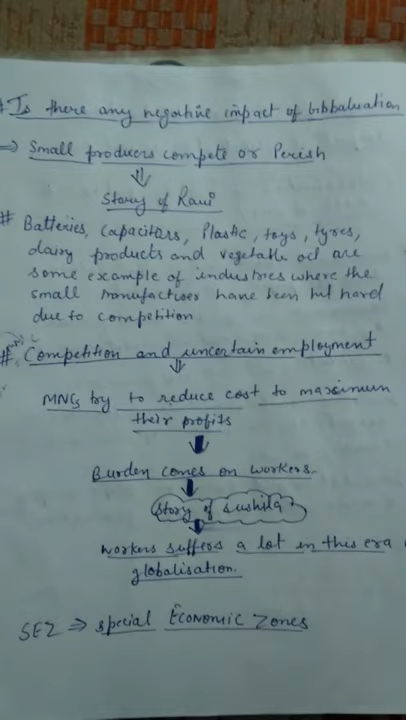 # Is there any negative impact of globalisation
⇒ Small producers compete or Perish
⇓
Story of Ravi
# Batteries, Capacitors, Plastic, toys, tyres,
dairy products and vegetable oil are
some example of industries where the
small manufactures have been hit hard
due to competition
# Competition and uncertain employment
⇓
MNCs try to reduce cost to maximum
their profits
↓
Burden comes on workers.
↓
Story of sushila
↓
Workers suffers a lot in this era
globalisation.
SEZ ⇒ special Economic Zones